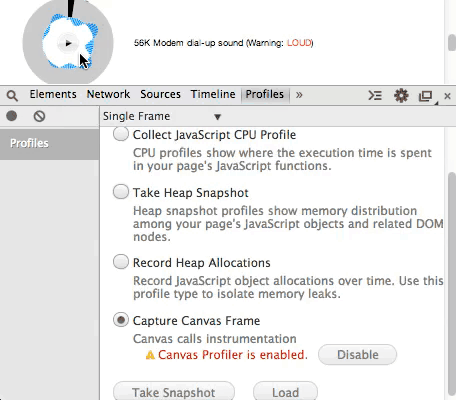 56K Modem dial-up sound (Warning: LOUD)
Elements Network Sources Timeline Profiles »
Single Frame ▼
Profiles
Collect JavaScript CPU Profile
CPU profiles show where the execution time is spent
in your page's JavaScript functions.
Take Heap Snapshot
Heap snapshot profiles show memory distribution
among your page's JavaScript objects and related DOM
nodes.
Record Heap Allocations
Record JavaScript object allocations over time. Use this
profile type to isolate memory leaks.
Capture Canvas Frame
Canvas calls instrumentation
Canvas Profiler is enabled. Disable
Take Snapshot Load